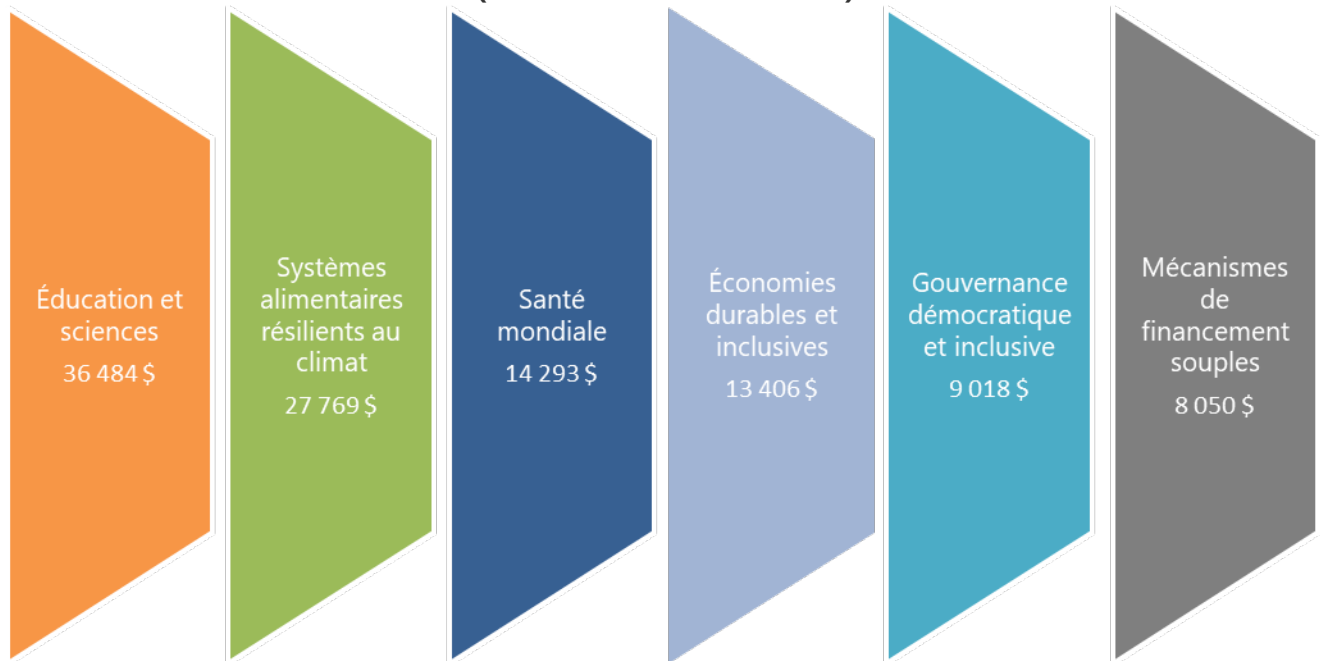 Éducation et
sciences
36 484 $
Systèmes
alimentaires
résilients au
climat
27 769 $
Santé
mondiale
14 293 $
Économies
durables et
inclusives
13 406 $
Gouvernance
démocratique
et inclusive
9 018 $
Mécanismes
de
financement
souples
8 050 $